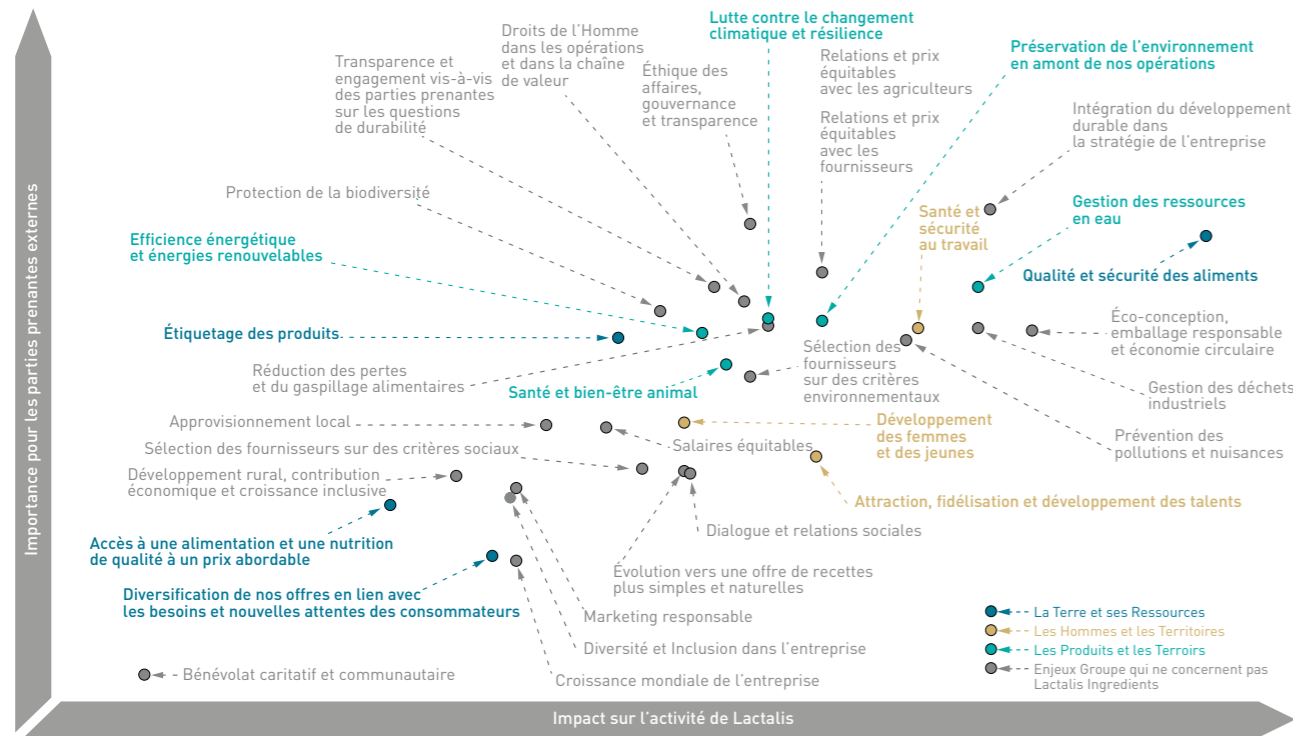 Importance pour les parties prenantes externes
Lutte contre le changement
climatique et résilience
Droits de l'Homme
dans les opérations
et dans la chaîne
de valeur
Transparence et
engagement vis-à-vis
des parties prenantes
sur les questions
de durabilité
Éthique des
affaires,
gouvernance
et transparence
Relations et prix
équitables
avec les agriculteurs
Relations et prix
équitables
avec les
fournisseurs
Préservation de l'environnement
en amont de nos opérations
Intégration du développement
durable dans
la stratégie de l'entreprise
Protection de la biodiversité
Efficience énergétique
et énergies renouvelables
Santé et
sécurité
au travail
Gestion des ressources
en eau
Qualité et sécurité des aliments
Étiquetage des produits
Réduction des pertes
et du gaspillage alimentaires
Santé et bien-être animal
Sélection des
fournisseurs
sur des critères
environnementaux
Éco-conception,
emballage responsable
et économie circulaire
Gestion des déchets
industriels
Prévention des
pollutions et nuisances
Approvisionnement local
Salaires équitables
Développement
des femmes
et des jeunes
Sélection des fournisseurs sur des critères sociaux
Développement rural, contribution
économique et croissance inclusive
Attraction, fidélisation et développement des talents
Dialogue et relations sociales
Accès à une alimentation et une nutrition
de qualité à un prix abordable
Évolution vers une offre de recettes
plus simples et naturelles
Diversification de nos offres en lien avec
les besoins et nouvelles attentes des consommateurs
Marketing responsable
Diversité et Inclusion dans l'entreprise
Croissance mondiale de l'entreprise
Bénévolat caritatif et communautaire
La Terre et ses Ressources
Les Hommes et les Territoires
Les Produits et les Terroirs
Enjeux Groupe qui ne concernent pas
Lactalis Ingredients
Impact sur l'activité de Lactalis